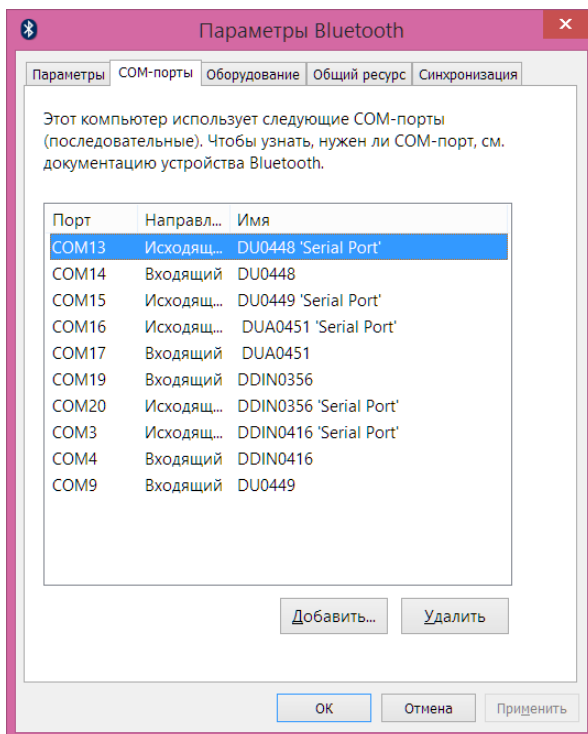 Параметры Bluetooth
Параметры COM-порты Оборудование Общий ресурс Синхронизация
Этот компьютер использует следующие COM-порты
(последовательные). Чтобы узнать, нужен ли COM-порт, см.
документацию устройства Bluetooth.
Порт Направл... Имя
COM13 Исходящ... DU0448 'Serial Port'
COM14 Входящий DU0448
COM15 Исходящ... DU0449 'Serial Port'
COM16 Исходящ... DUA0451 'Serial Port'
COM17 Входящий DUA0451
COM19 Входящий DDIN0356
COM20 Исходящ... DDIN0356 'Serial Port'
COM3 Исходящ... DDIN0416 'Serial Port'
COM4 Входящий DDIN0416
COM9 Входящий DU0449
Добавить... Удалить
ОК Отмена Применить